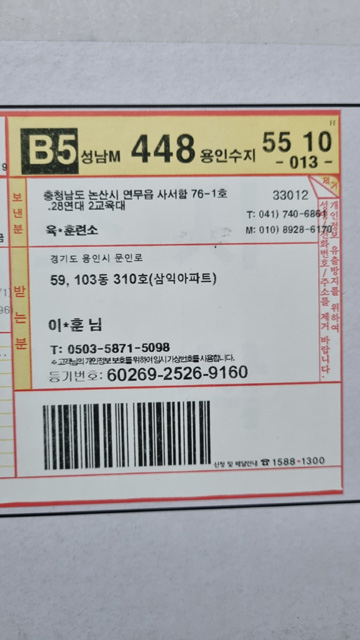 B5 성남M 448 용인수지 55 10
- 013 -
보낸분
충청남도 논산시 연무읍 사서함 76-1호
.28연대 2교육대
33012
T: 041) 740-6861
육*훈련소
M: 010) 8928-6170
받는분
경기도 용인시 문인로
59, 103동 310호(삼익아파트)
이*훈 님
T: 0503-5871-5098
※ 고객님의 개인정보 보호를 위하여 임시 가상번호를 사용합니다.
등기번호: 60269-2526-9160
신청 및 배달안내 ☎ 1588-1300
제거
개인정보 유출방지를 위하여
성명/전화번호/주소를 제거 바랍니다.